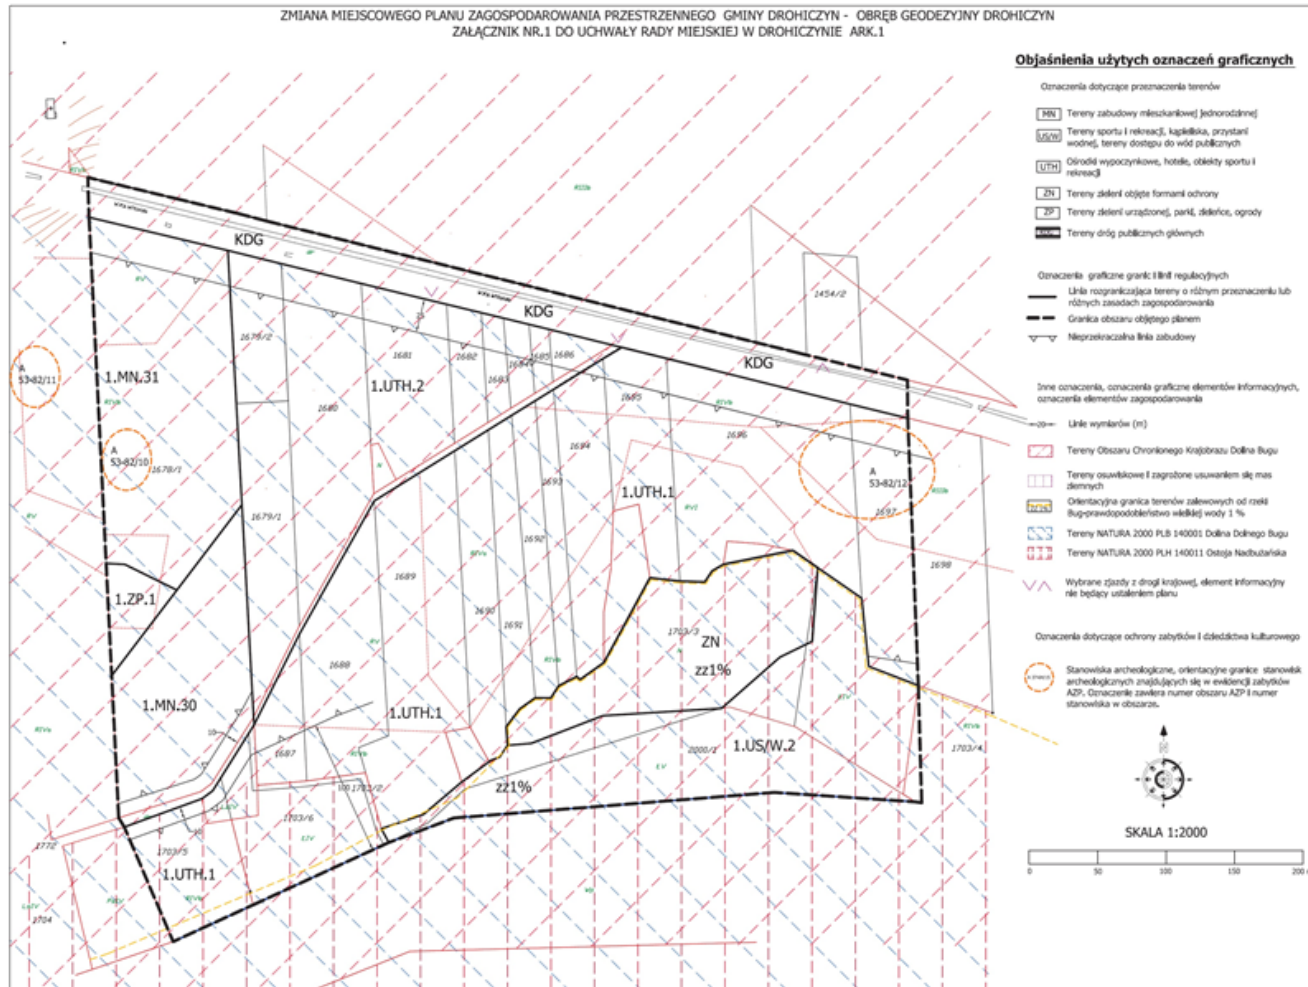 ZMIANA MIEJSCOWEGO PLANU ZAGOSPODAROWANIA PRZESTRZENNEGO GMINY DROHICZYN - OBRĘB GEODEZYJNY DROHICZYN
ZAŁĄCZNIK NR.1 DO UCHWAŁY RADY MIEJSKIEJ W DROHICZYNIE ARK.1
Objaśnienia użytych oznaczeń graficznych
Oznaczenia dotyczące przeznaczenia terenów
MN Tereny zabudowy mieszkaniowej jednorodzinnej
US/W Tereny sportu i rekreacji, kąpieliska, przystani
wodnej, tereny dostępu do wód publicznych
UTH Ośrodki wypoczynkowe, hotele, obiekty sportu i
rekreacji
ZN Tereny zieleni objęte formami ochrony
ZP Tereny zieleni urządzonej, parki, zieleńce, ogrody
KDG Tereny dróg publicznych głównych
Oznaczenia graficzne granic i linii regulacyjnych
Linia rozgraniczająca tereny o różnym przeznaczeniu lub
różnych zasadach zagospodarowania
Granica obszaru objętego planem
Nieprzekraczalna linia zabudowy
Inne oznaczenia, oznaczenia graficzne elementów informacyjnych,
oznaczenia elementów zagospodarowania
20 Linie wymiarów (m)
Tereny Obszaru Chronionego Krajobrazu Dolina Bugu
Tereny osuwiskowe i zagrożone usuwaniem się mas
ziemnych
Orientacyjna granica terenów zalewowych od rzeki
Bug-prawdopodobieństwo wielkiej wody 1 %
Tereny NATURA 2000 PLB 140001 Dolina Dolnego Bugu
Tereny NATURA 2000 PLH 140011 Ostoja Nadbużańska
Wybrane zjazdy z drogi krajowej, element informacyjny
nie będący ustaleniem planu
Oznaczenia dotyczące ochrony zabytków i dziedzictwa kulturowego
Stanowiska archeologiczne, orientacyjne granice stanowisk
archeologicznych znajdujących się w ewidencji zabytków
AZP. Oznaczenie zawiera numer obszaru AZP i numer
stanowiska w obszarze.
N
SKALA 1:2000
0 50 100 150 200
KDG
KDG
KDG
1454/2
A
53-82/11
1.MN.31
A
53-82/10
1678/1
1679/2
1680
1681
1.UTH.2
1682
1683
1684
1685
1686
1695
1696
1694
1693
1692
1.UTH.1
A
53-82/12
1697
1698
1679/1
1.ZP.1
1689
1690
1691
1688
1703/3
ZN
zz1%
1.MN.30
1.UTH.1
1687
2000/1
1.US/W.2
1703/4
zz1%
1703/6
1772
1703/5
1.UTH.1
1704